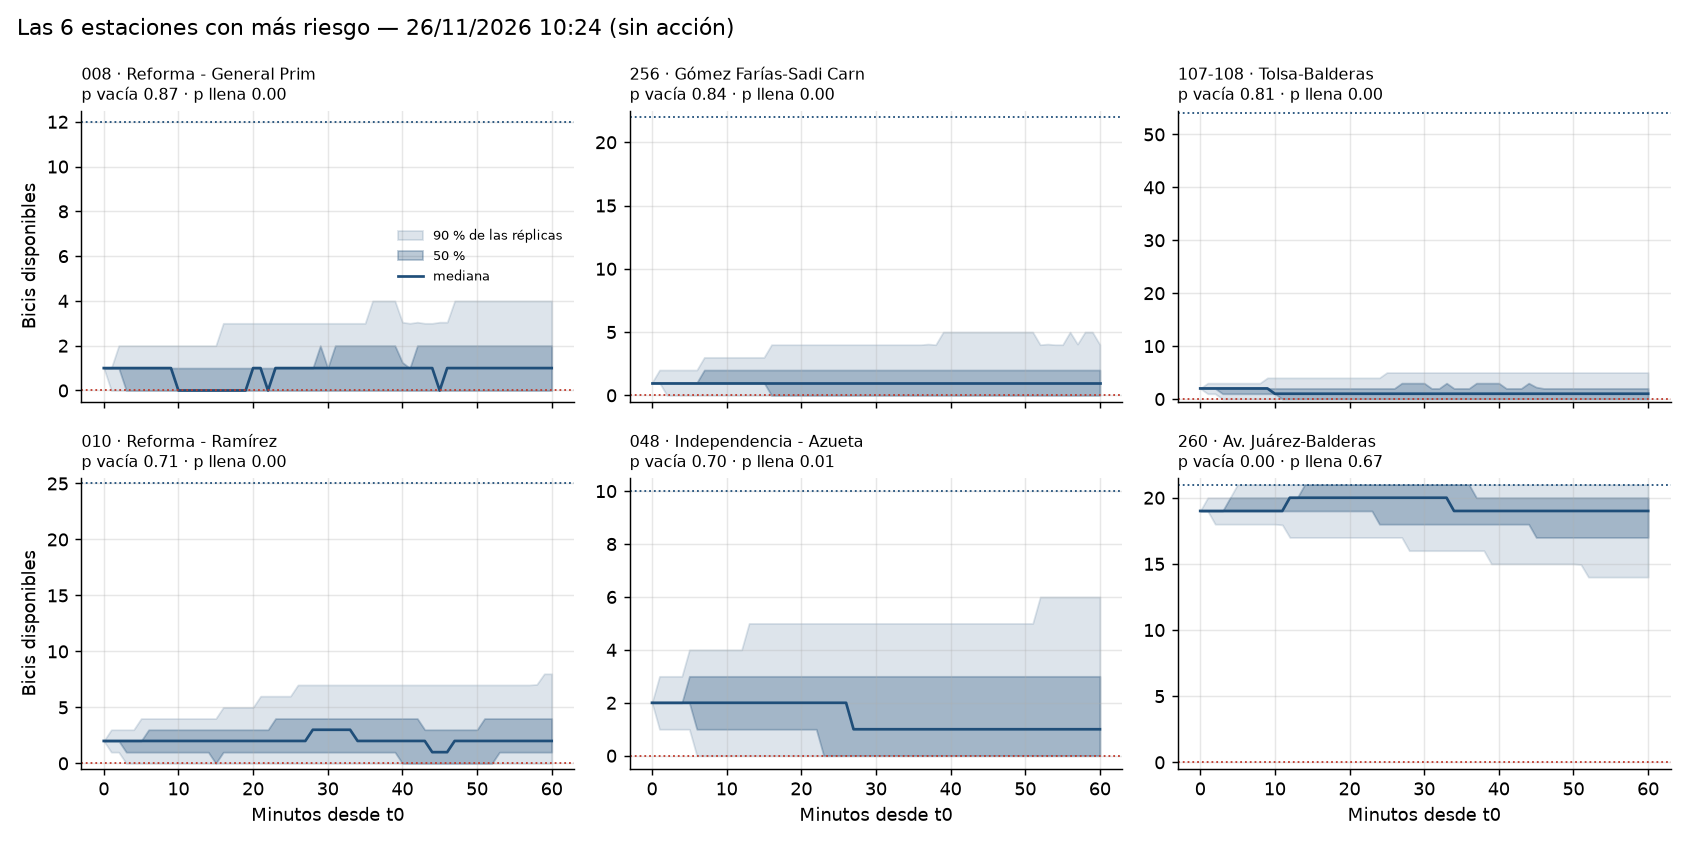 Las 6 estaciones con más riesgo — 26/11/2026 10:24 (sin acción)
008 · Reforma - General Prim
p vacía 0.87 · p llena 0.00
256 · Gómez Farías-Sadi Carn
p vacía 0.84 · p llena 0.00
107-108 · Tolsa-Balderas
p vacía 0.81 · p llena 0.00
Bicis disponibles
12
10
8
6
4
2
0
90 % de las réplicas
50 %
mediana
20
15
10
5
0
50
40
30
20
10
0
010 · Reforma - Ramírez
p vacía 0.71 · p llena 0.00
048 · Independencia - Azueta
p vacía 0.70 · p llena 0.01
260 · Av. Juárez-Balderas
p vacía 0.00 · p llena 0.67
Bicis disponibles
25
20
15
10
5
0
0 10 20 30 40 50 60
Minutos desde t0
10
8
6
4
2
0
0 10 20 30 40 50 60
Minutos desde t0
20
15
10
5
0
0 10 20 30 40 50 60
Minutos desde t0